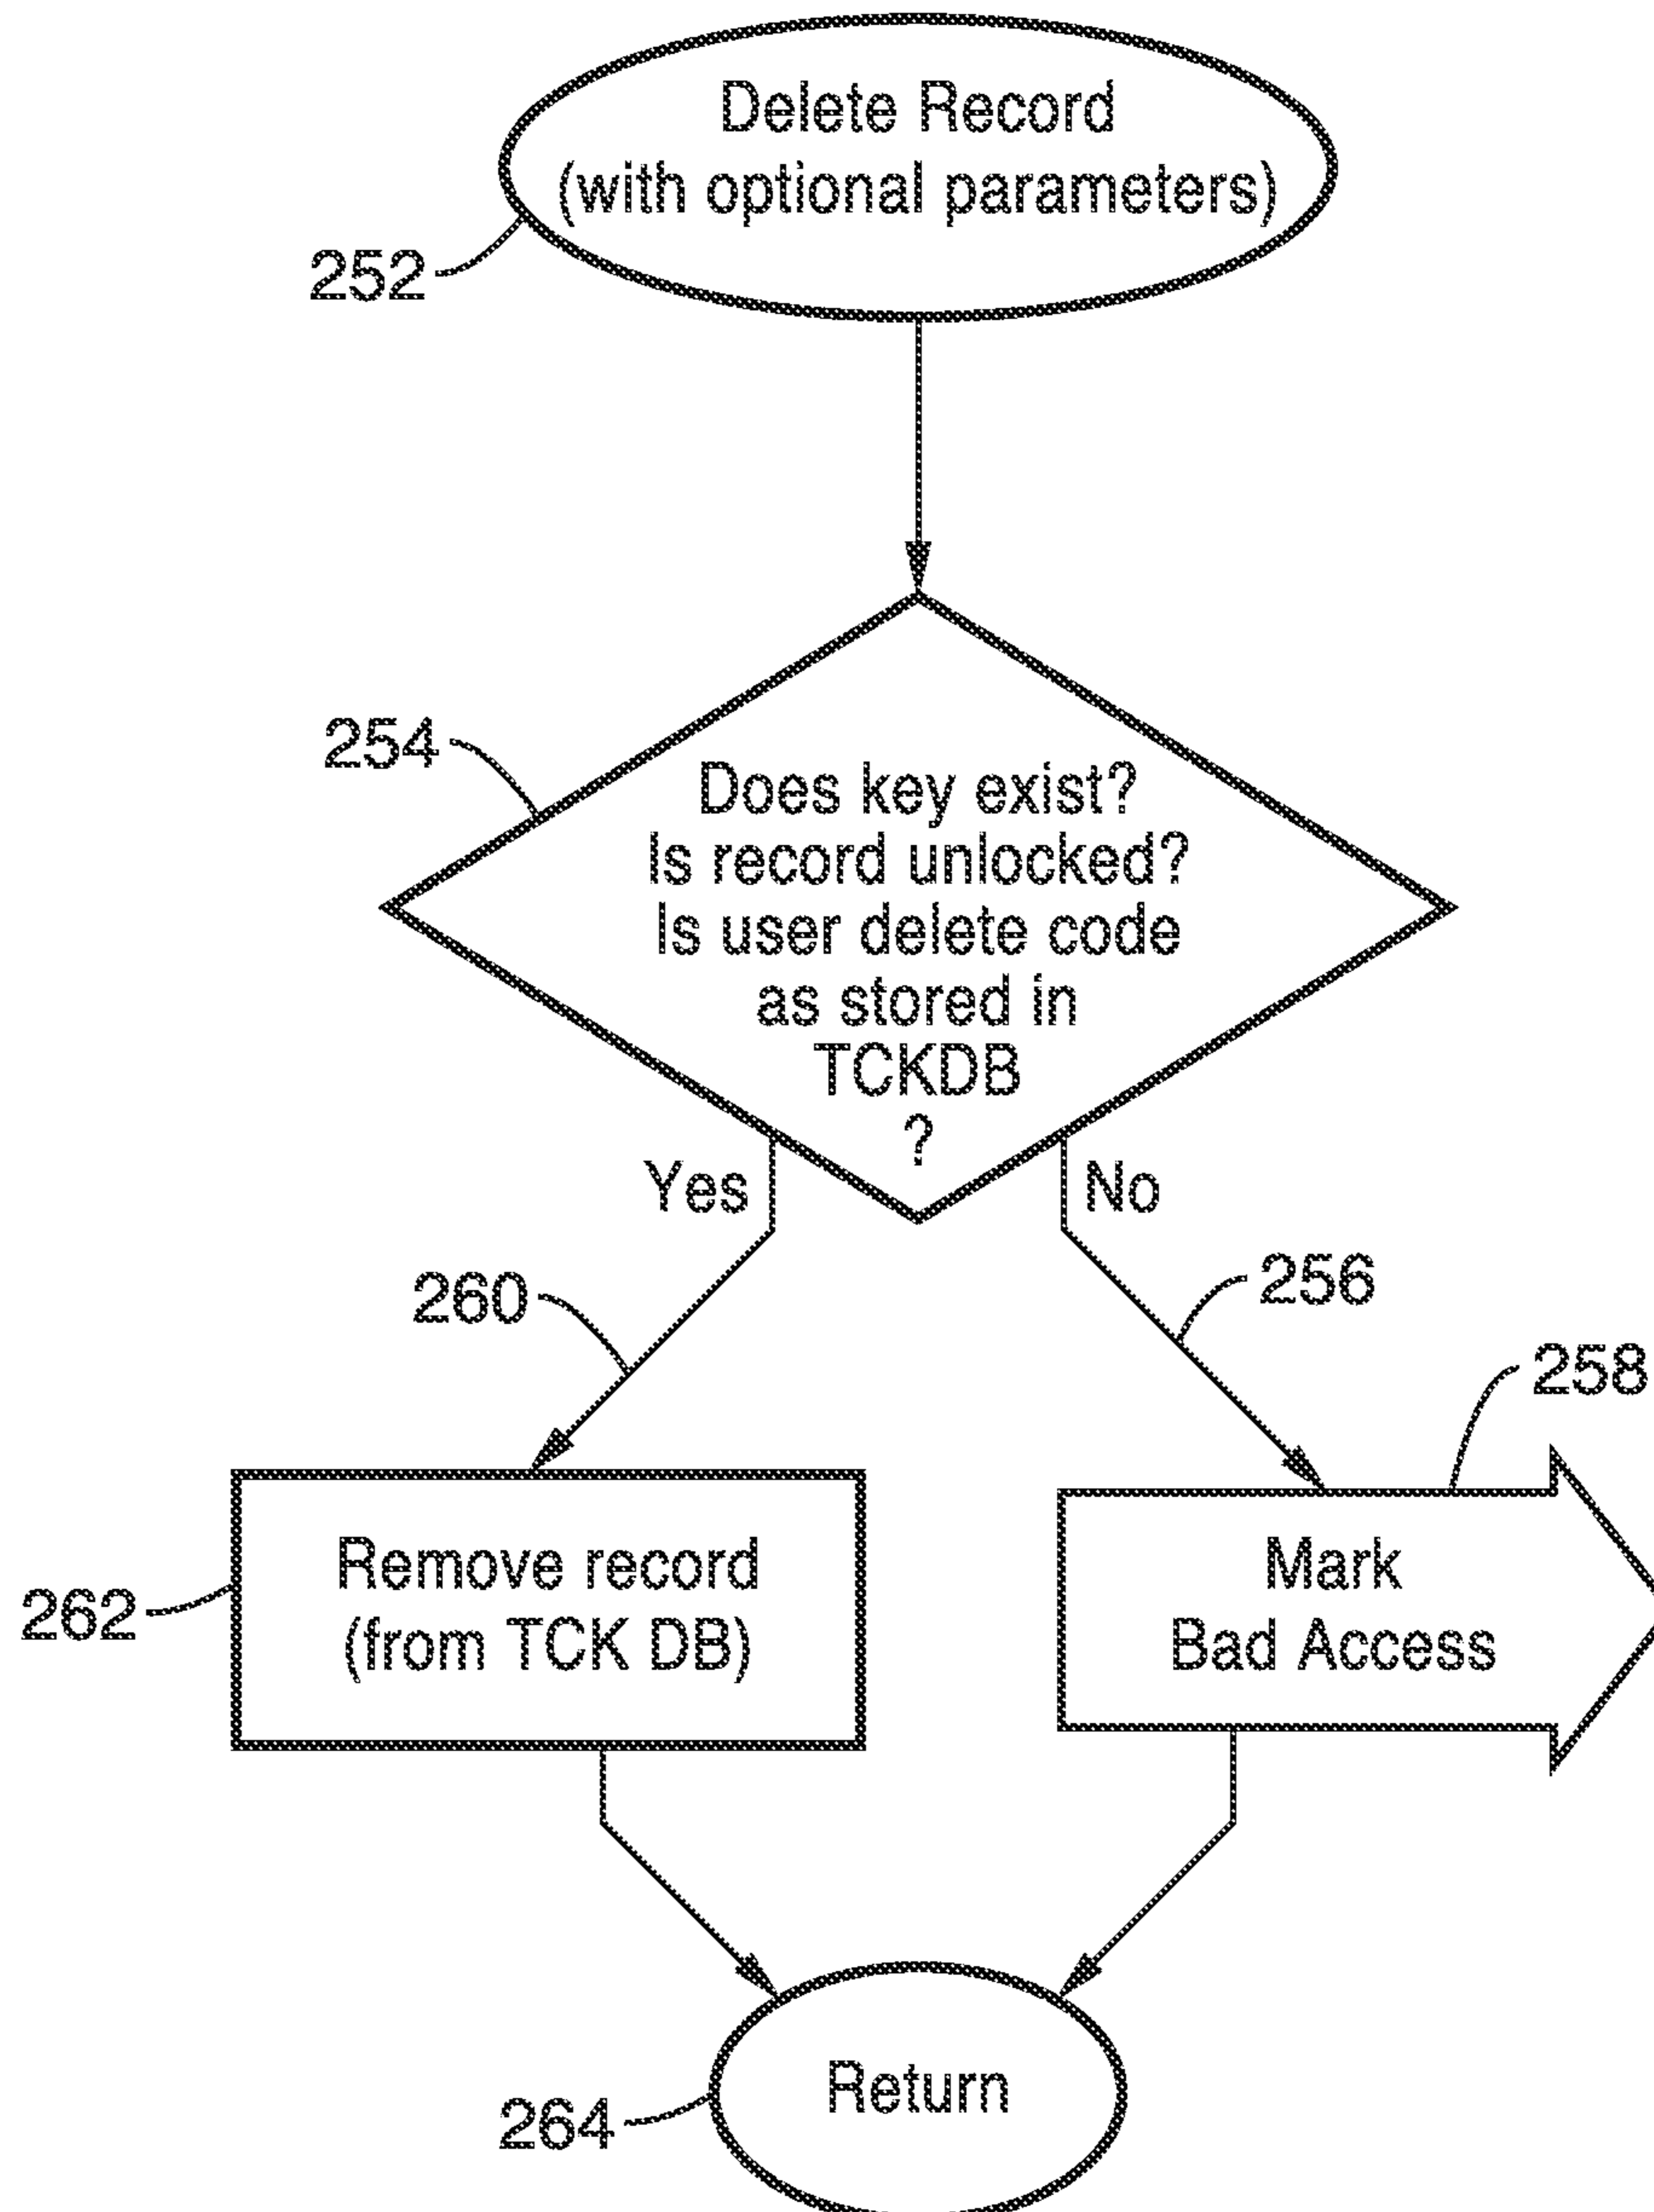 Delete Record
(with optional parameters)
252
254
Does key exist?
Is record unlocked?
Is user delete code
as stored in
TCKDB
?
Yes
No
260
256
258
Remove record
(from TCK DB)
262
Mark
Bad Access
Return
264